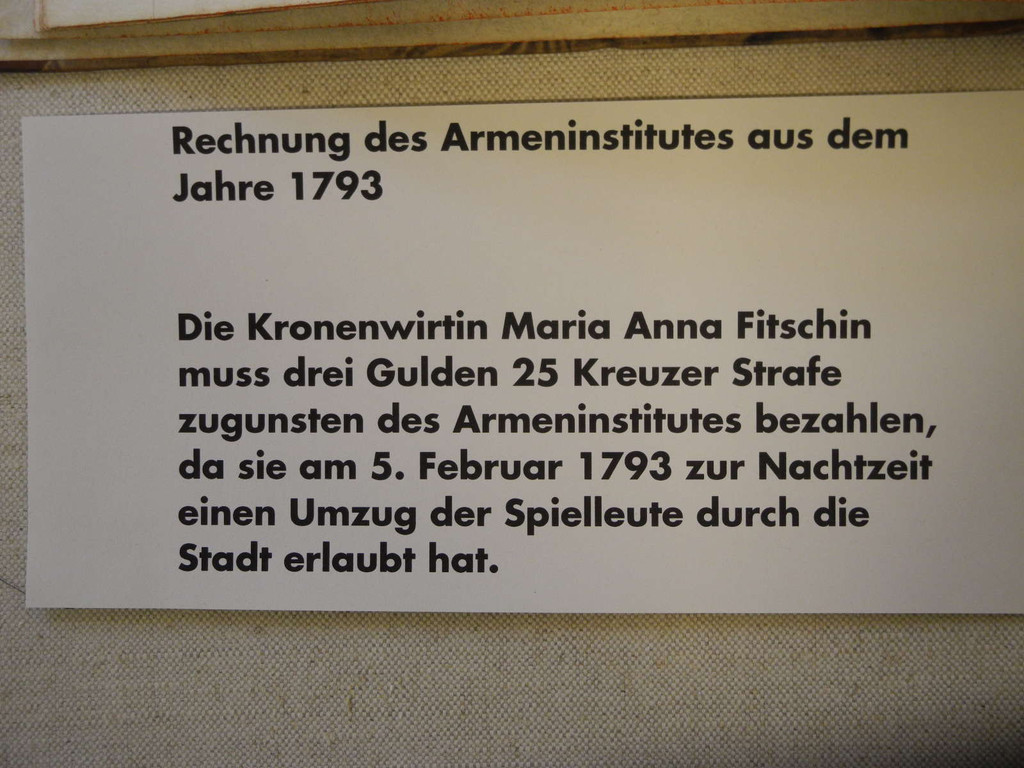 Rechnung des Armeninstitutes aus dem
Jahre 1793
Die Kronenwirtin Maria Anna Fitschin
muss drei Gulden 25 Kreuzer Strafe
zugunsten des Armeninstitutes bezahlen,
da sie am 5. Februar 1793 zur Nachtzeit
einen Umzug der Spielleute durch die
Stadt erlaubt hat.